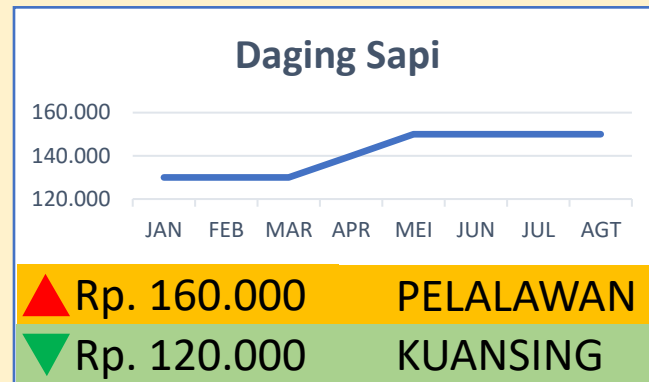 Daging Sapi
160.000
140.000
120.000
JAN FEB MAR APR MEI JUN JUL AGT
Rp. 160.000 PELALAWAN
Rp. 120.000 KUANSING